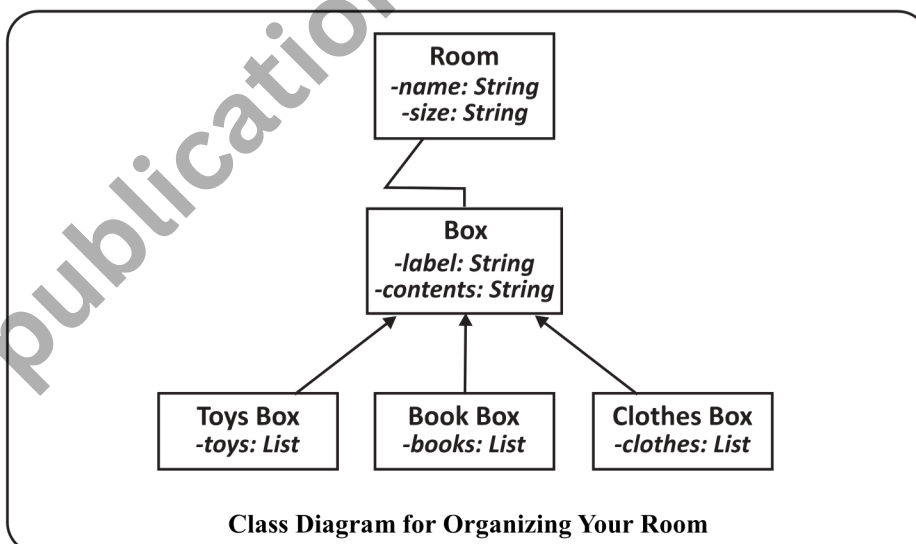 publication
Room
-name: String
-size: String
Box
-label: String
-contents: String
Toys Box
-toys: List
Book Box
-books: List
Clothes Box
-clothes: List
Class Diagram for Organizing Your Room